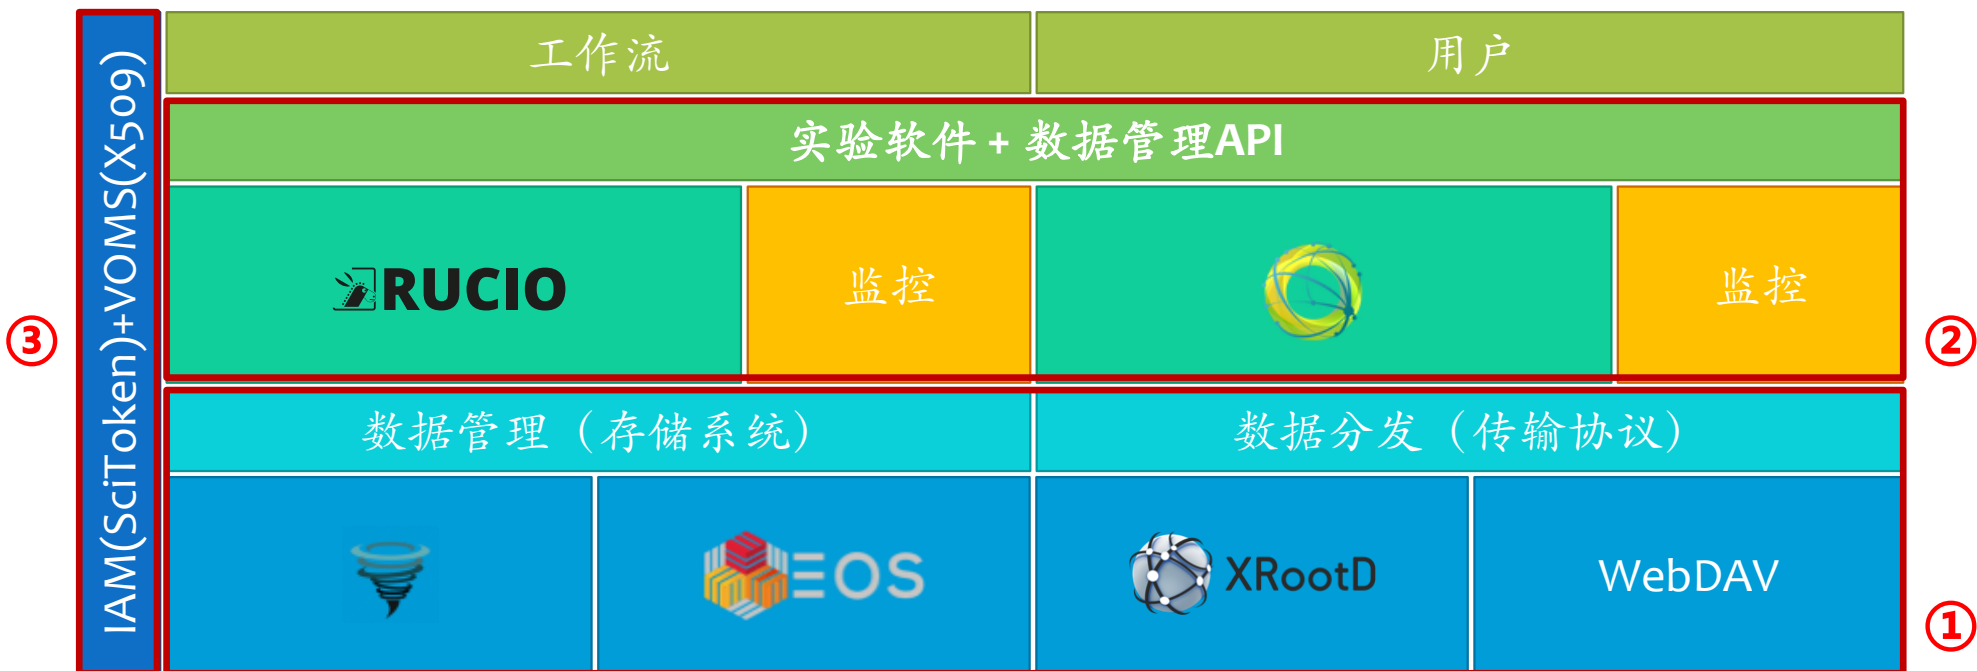 工作流
用户
实验软件 + 数据管理API
RUCIO
监控
监控
数据管理（存储系统）
数据分发（传输协议）
EOS
XRootD
WebDAV
IAM(SciToken)+VOMS(X509)
③
②
①